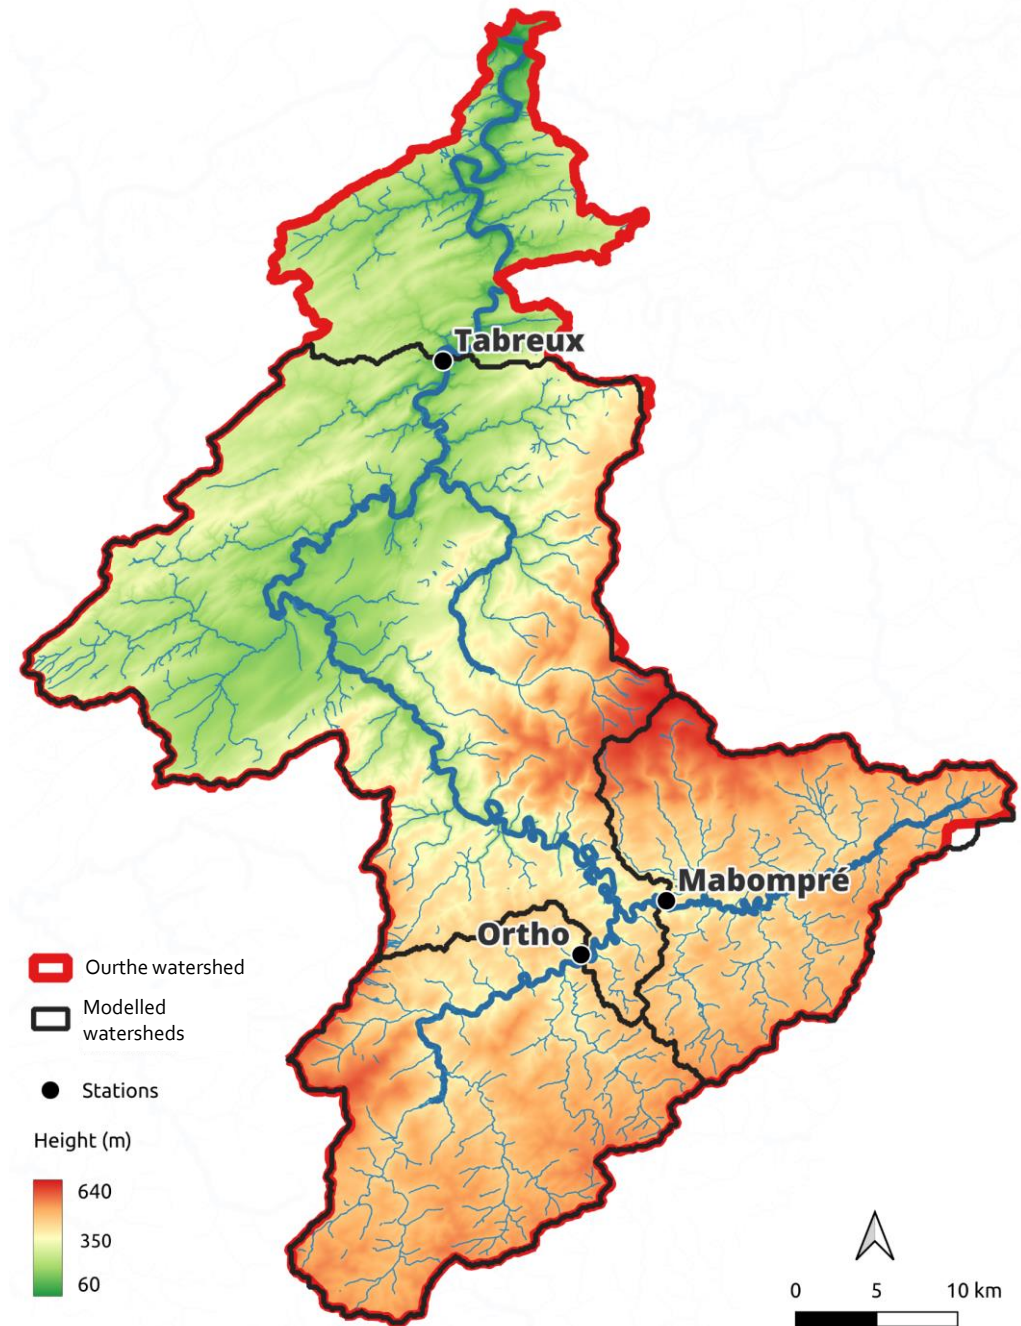 Tabreux
Mabompré
Ortho
Ourthe watershed
Modelled
watersheds
Stations
Height (m)
640
350
60
0 5 10 km